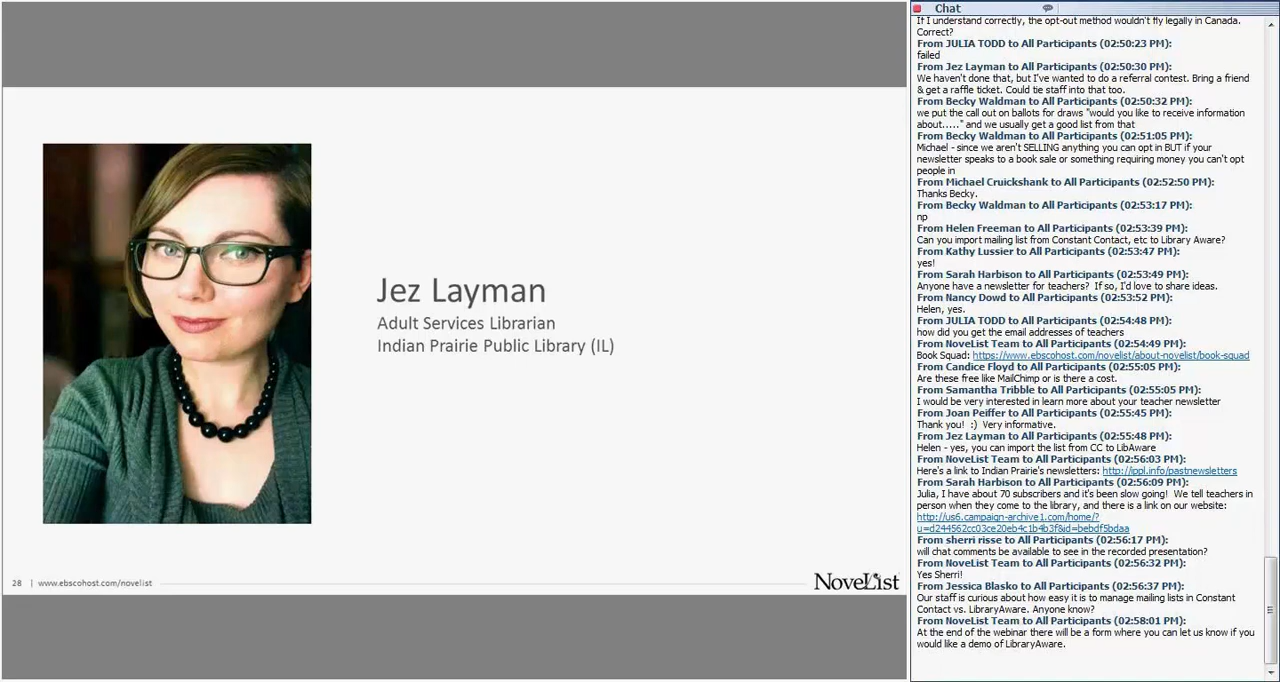 Jez Layman
Adult Services Librarian
Indian Prairie Public Library (IL)
28 | www.ebscohost.com/novelist
NoveList
Chat
If I understand correctly, the opt-out method wouldn't fly legally in Canada.
Correct?
From JULIA TODD to All Participants (02:50:23 PM):
failed
From Jez Layman to All Participants (02:50:30 PM):
We haven't done that, but I've wanted to do a referral contest. Bring a friend
& get a raffle ticket. Could tie staff into that too.
From Becky Waldman to All Participants (02:50:32 PM):
we put the call out on ballots for draws "would you like to receive information
about....." and we usually get a good list from that
From Becky Waldman to All Participants (02:51:05 PM):
Michael - since we aren't SELLING anything you can opt in BUT if your
newsletter speaks to a book sale or something requiring money you can't opt
people in
From Michael Cruickshank to All Participants (02:52:50 PM):
Thanks Becky.
From Becky Waldman to All Participants (02:53:17 PM):
np
From Helen Freeman to All Participants (02:53:39 PM):
Can you import mailing list from Constant Contact, etc to Library Aware?
From Kathy Lussier to All Participants (02:53:47 PM):
yes!
From Sarah Harbison to All Participants (02:53:49 PM):
Anyone have a newsletter for teachers? If so, I'd love to share ideas.
From Nancy Dowd to All Participants (02:53:52 PM):
Helen, yes.
From JULIA TODD to All Participants (02:54:48 PM):
how did you get the email addresses of teachers
From NoveList Team to All Participants (02:54:49 PM):
Book Squad: https://www.ebscohost.com/novelist/about-novelist/book-squad
From Candice Floyd to All Participants (02:55:05 PM):
Are these free like MailChimp or is there a cost.
From Samantha Tribble to All Participants (02:55:05 PM):
I would be very interested in learn more about your teacher newsletter
From Joan Peiffer to All Participants (02:55:45 PM):
Thank you! :) Very informative.
From Jez Layman to All Participants (02:55:48 PM):
Helen - yes, you can import the list from CC to LibAware
From NoveList Team to All Participants (02:56:03 PM):
Here's a link to Indian Prairie's newsletters: http://ippl.info/pastnewsletters
From Sarah Harbison to All Participants (02:56:09 PM):
Julia, I have about 70 subscribers and it's been slow going! We tell teachers in
person when they come to the library, and there is a link on our website:
http://us6.campaign-archive1.com/home/?
u=d244562cc03ce20eb4c1b4b3f&id=bebdf5bdaa
From sherri risse to All Participants (02:56:17 PM):
will chat comments be available to see in the recorded presentation?
From NoveList Team to All Participants (02:56:32 PM):
Yes Sherri!
From Jessica Blasko to All Participants (02:56:37 PM):
Our staff is curious about how easy it is to manage mailing lists in Constant
Contact vs. LibraryAware. Anyone know?
From NoveList Team to All Participants (02:58:01 PM):
At the end of the webinar there will be a form where you can let us know if you
would like a demo of LibraryAware.